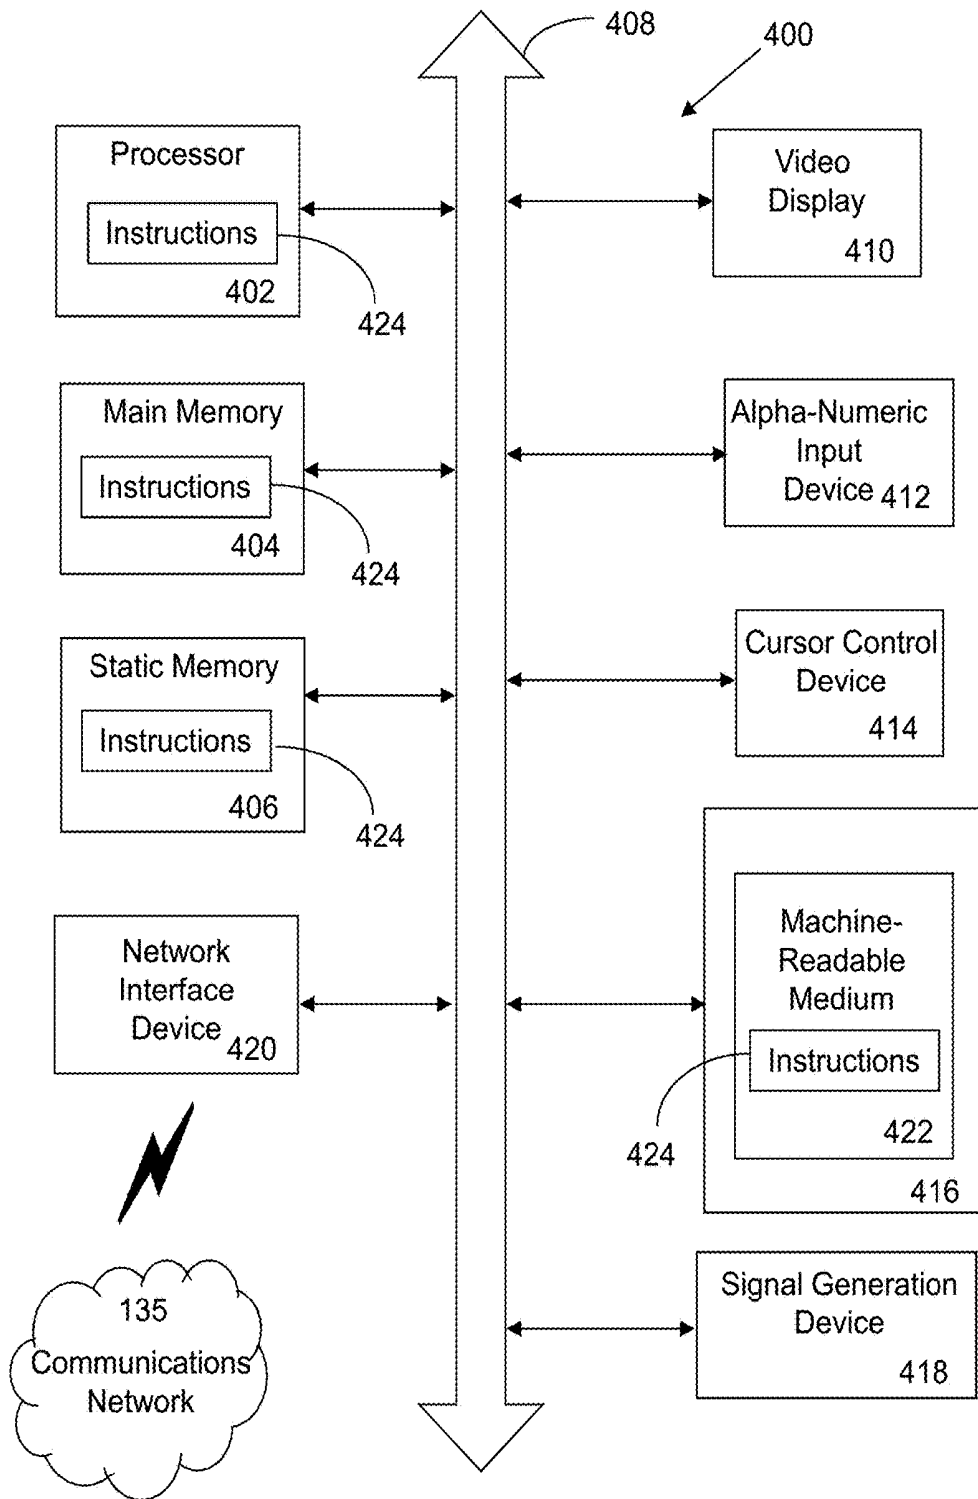 408
400
Processor
Instructions
402
424
Video
Display
410
Main Memory
Instructions
404
424
Alpha-Numeric
Input
Device 412
Static Memory
Instructions
406
424
Cursor Control
Device
414
Network
Interface
Device 420
Machine-
Readable
Medium
Instructions
422
424
416
135
Communications
Network
Signal Generation
Device
418